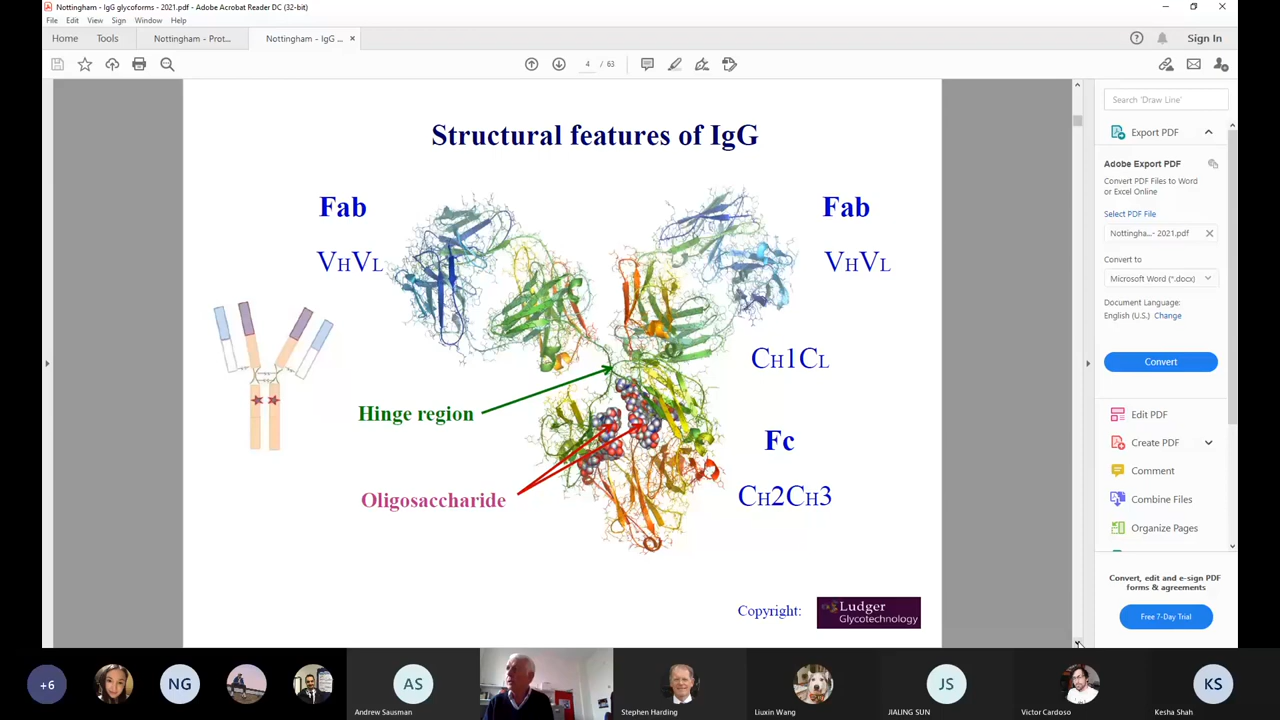 Nottingham - IgG glycoforms - 2021.pdf - Adobe Acrobat Reader DC (32-bit)
File Edit View Sign Window Help
Home Tools Nottingham - Prot... Nottingham - IgG ... × Sign In
4 / 63
Search 'Draw Line'
Export PDF
Adobe Export PDF
Convert PDF Files to Word
or Excel Online
Select PDF File
Nottingha...- 2021.pdf
Convert to
Microsoft Word (*.docx)
Document Language:
English (U.S.) Change
Convert
Edit PDF
Create PDF
Comment
Combine Files
Organize Pages
Convert, edit and e-sign PDF
forms & agreements
Free 7-Day Trial
Structural features of IgG
Fab Fab
VHVL VHVL
CH1CL
Hinge region
Fc
Oligosaccharide
CH2CH3
Copyright: Ludger
Glycotechnology
+6 NG AS JS KS
Andrew Sausman Stephen Harding Liuxin Wang JIALING SUN Victor Cardoso Kesha Shah